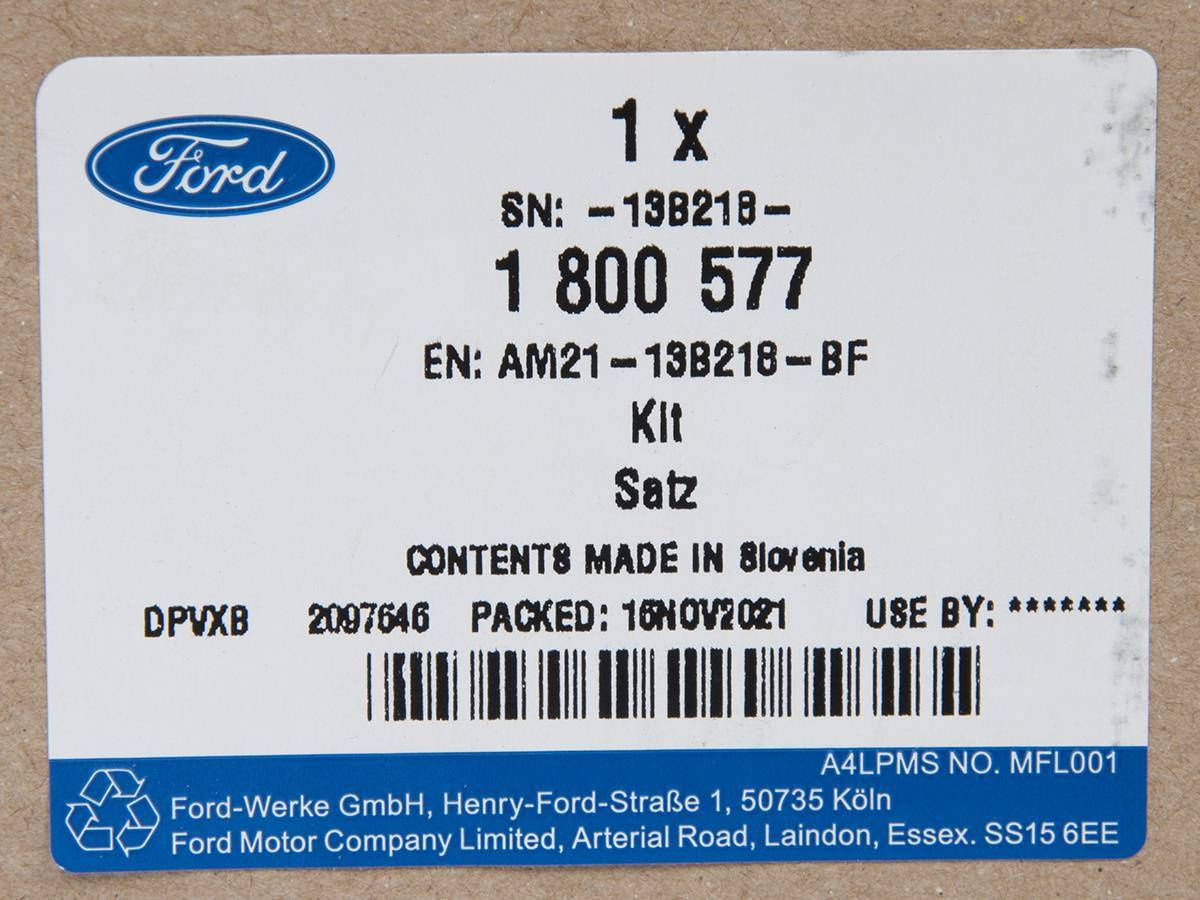 Ford
1 x
SN: -13B218-
1 800 577
EN: AM21-13B218-BF
Kit
Satz
CONTENTS MADE IN Slovenia
DPVXB 2097646 PACKED: 16NOV2021 USE BY: *******
A4LPMS NO. MFL001
Ford-Werke GmbH, Henry-Ford-Straße 1, 50735 Köln
Ford Motor Company Limited, Arterial Road, Laindon, Essex. SS15 6EE